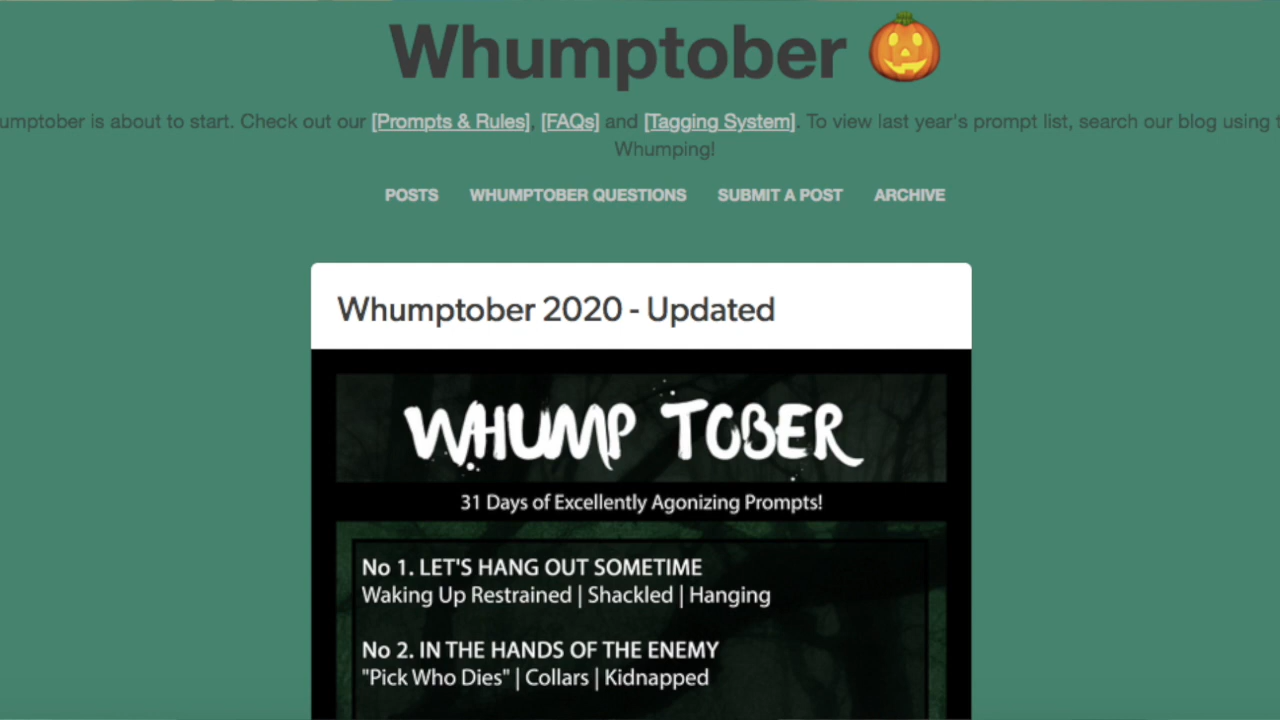 Whumptober 🎃
is about to start. Check out our [Prompts & Rules], [FAQs] and [Tagging System]. To view last year's prompt list, search our blog using
Whumping!
POSTS WHUMPTOBER QUESTIONS SUBMIT A POST ARCHIVE
Whumptober 2020 - Updated
WHUMP TOBER
31 Days of Excellently Agonizing Prompts!
No 1. LET'S HANG OUT SOMETIME
Waking Up Restrained | Shackled | Hanging
No 2. IN THE HANDS OF THE ENEMY
"Pick Who Dies" | Collars | Kidnapped